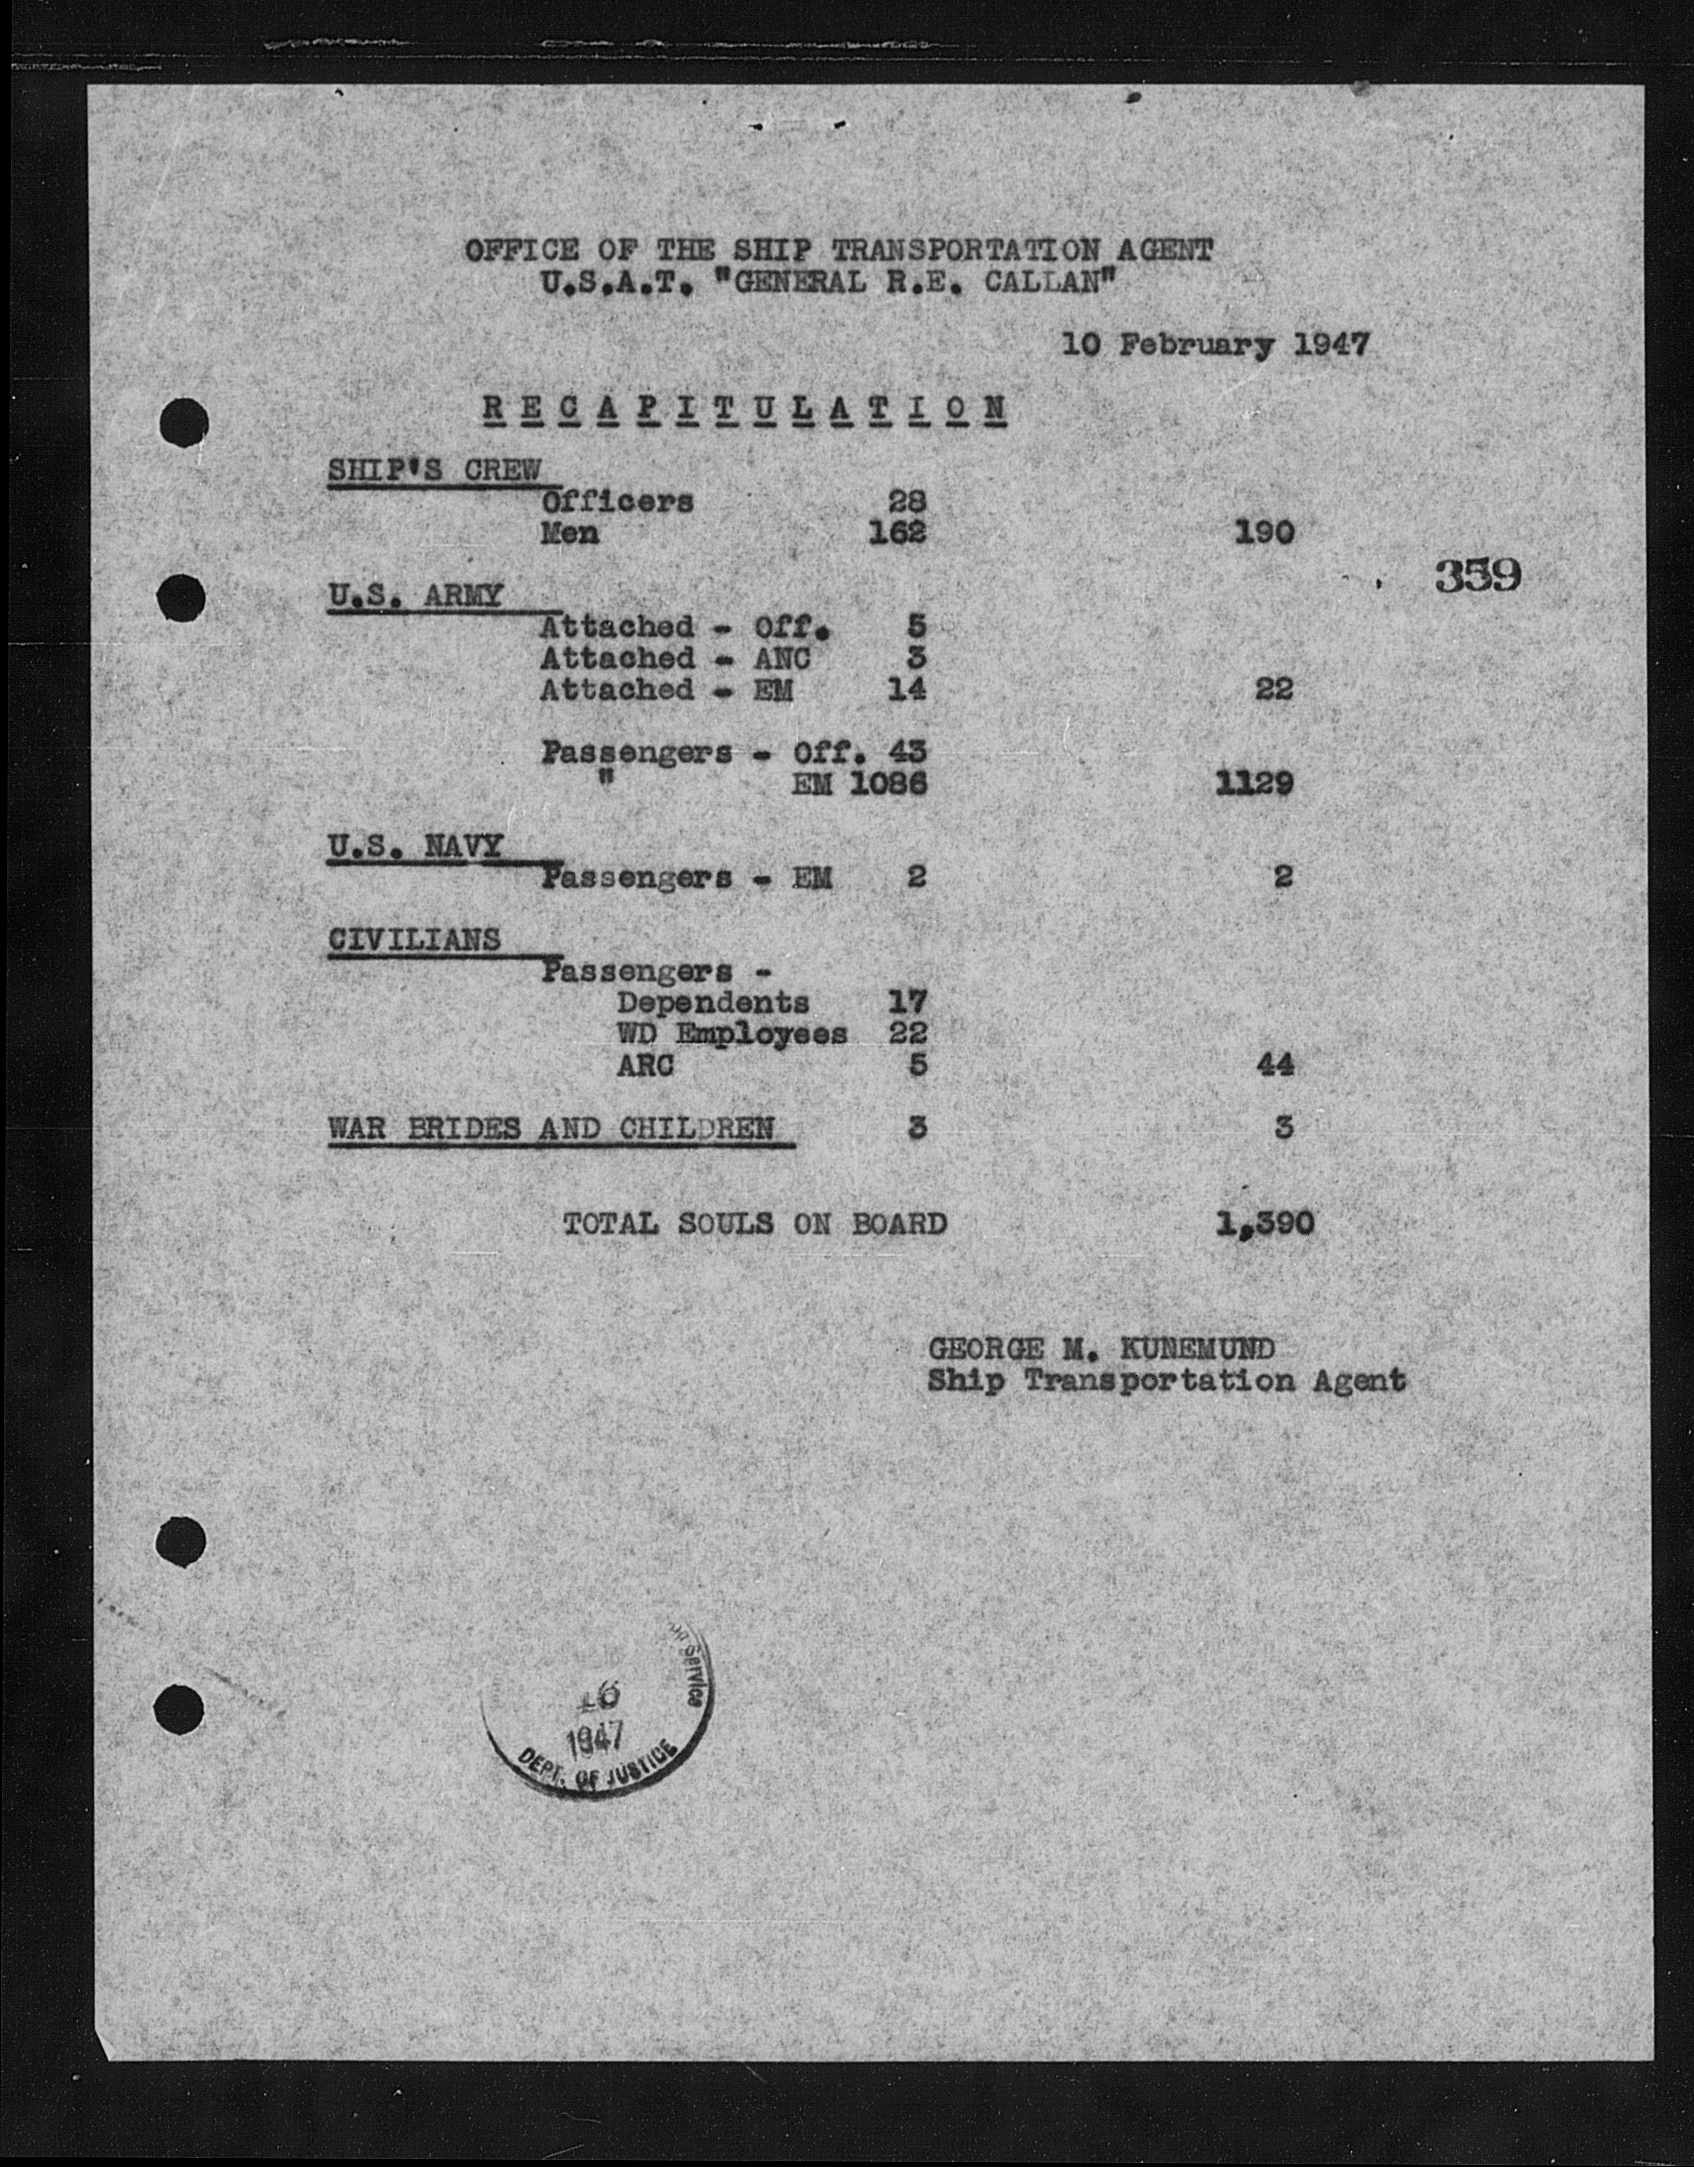 OFFICE OF THE SHIP TRANSPORTATION AGENT
U.S.A.T. "GENERAL R.E. CALLAN"
10 February 1947
RECAPITULATION
SHIP'S CREW
Officers 28
Men 162 190
359
U.S. ARMY
Attached - Off. 5
Attached - ANC 3
Attached - EM 14 22
Passengers - Off. 43
" EM 1086 1129
U.S. NAVY
Passengers - EM 2 2
CIVILIANS
Passengers -
Dependents 17
WD Employees 22
ARC 5 44
WAR BRIDES AND CHILDREN 3 3
TOTAL SOULS ON BOARD 1,390
GEORGE M. KUNEMUND
Ship Transportation Agent
Service
16
1947
DEPT. OF JUSTICE